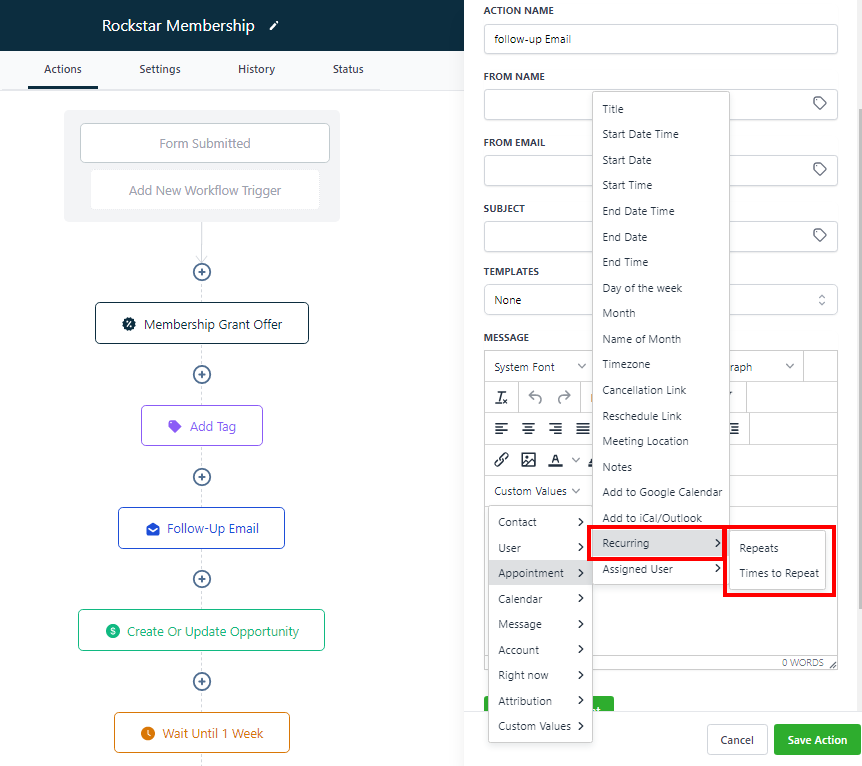 Rockstar Membership
Actions
Settings
History
Status
Form Submitted
Add New Workflow Trigger
Membership Grant Offer
Add Tag
Follow-Up Email
Create Or Update Opportunity
Wait Until 1 Week
ACTION NAME
follow-up Email
FROM NAME
FROM EMAIL
SUBJECT
TEMPLATES
None
MESSAGE
System Font
raph
Custom Values
Contact
User
Appointment
Calendar
Message
Account
Right now
Attribution
Custom Values
Title
Start Date Time
Start Date
Start Time
End Date Time
End Date
End Time
Day of the week
Month
Name of Month
Timezone
Cancellation Link
Reschedule Link
Meeting Location
Notes
Add to Google Calendar
Add to iCal/Outlook
Recurring
Assigned User
Repeats
Times to Repeat
0 WORDS
Cancel
Save Action